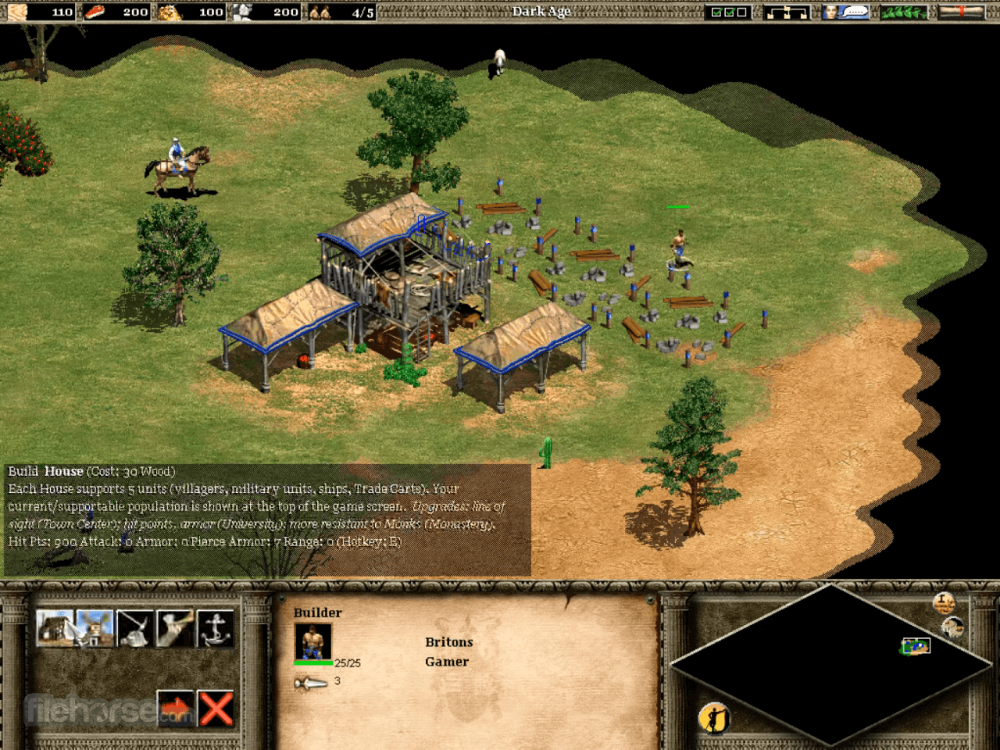 110 200 100 200 4/5 Dark Age
Build House (Cost: 30 Wood)
Each House supports 5 units (villagers, military units, ships, Trade Carts). Your
current/supportable population is shown at the top of the game screen. Upgrades: line of
sight (Town Center); hit points, armor (University); more resistant to Monks (Monastery).
Hit Pts: 900 Attack: 0 Armor: 0 Pierce Armor: 7 Range: 0 (Hotkey: E)
Builder
Britons
Gamer
25/25
3
filehorse.com